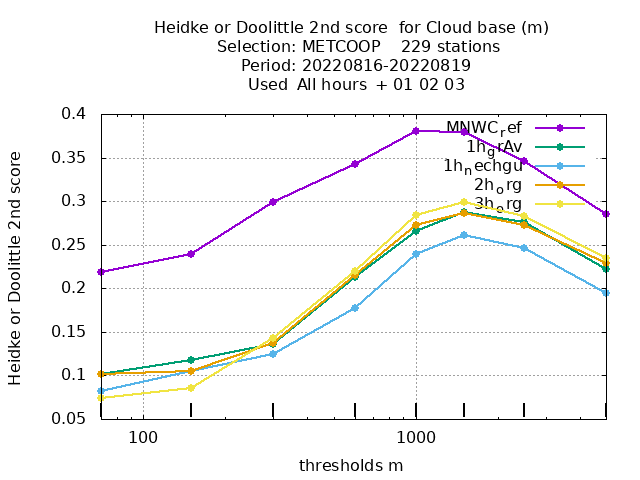 Heidke or Doolittle 2nd score  for Cloud base (m)
Selection: METCOOP    229 stations
Period: 20220816-20220819
Used  All hours  + 01 02 03
Heidke or Doolittle 2nd score
0.4
0.35
0.3
0.25
0.2
0.15
0.1
0.05
MNWC_ref
1h_grAv
1h_nechgu
2h_org
3h_org
100
1000
thresholds m